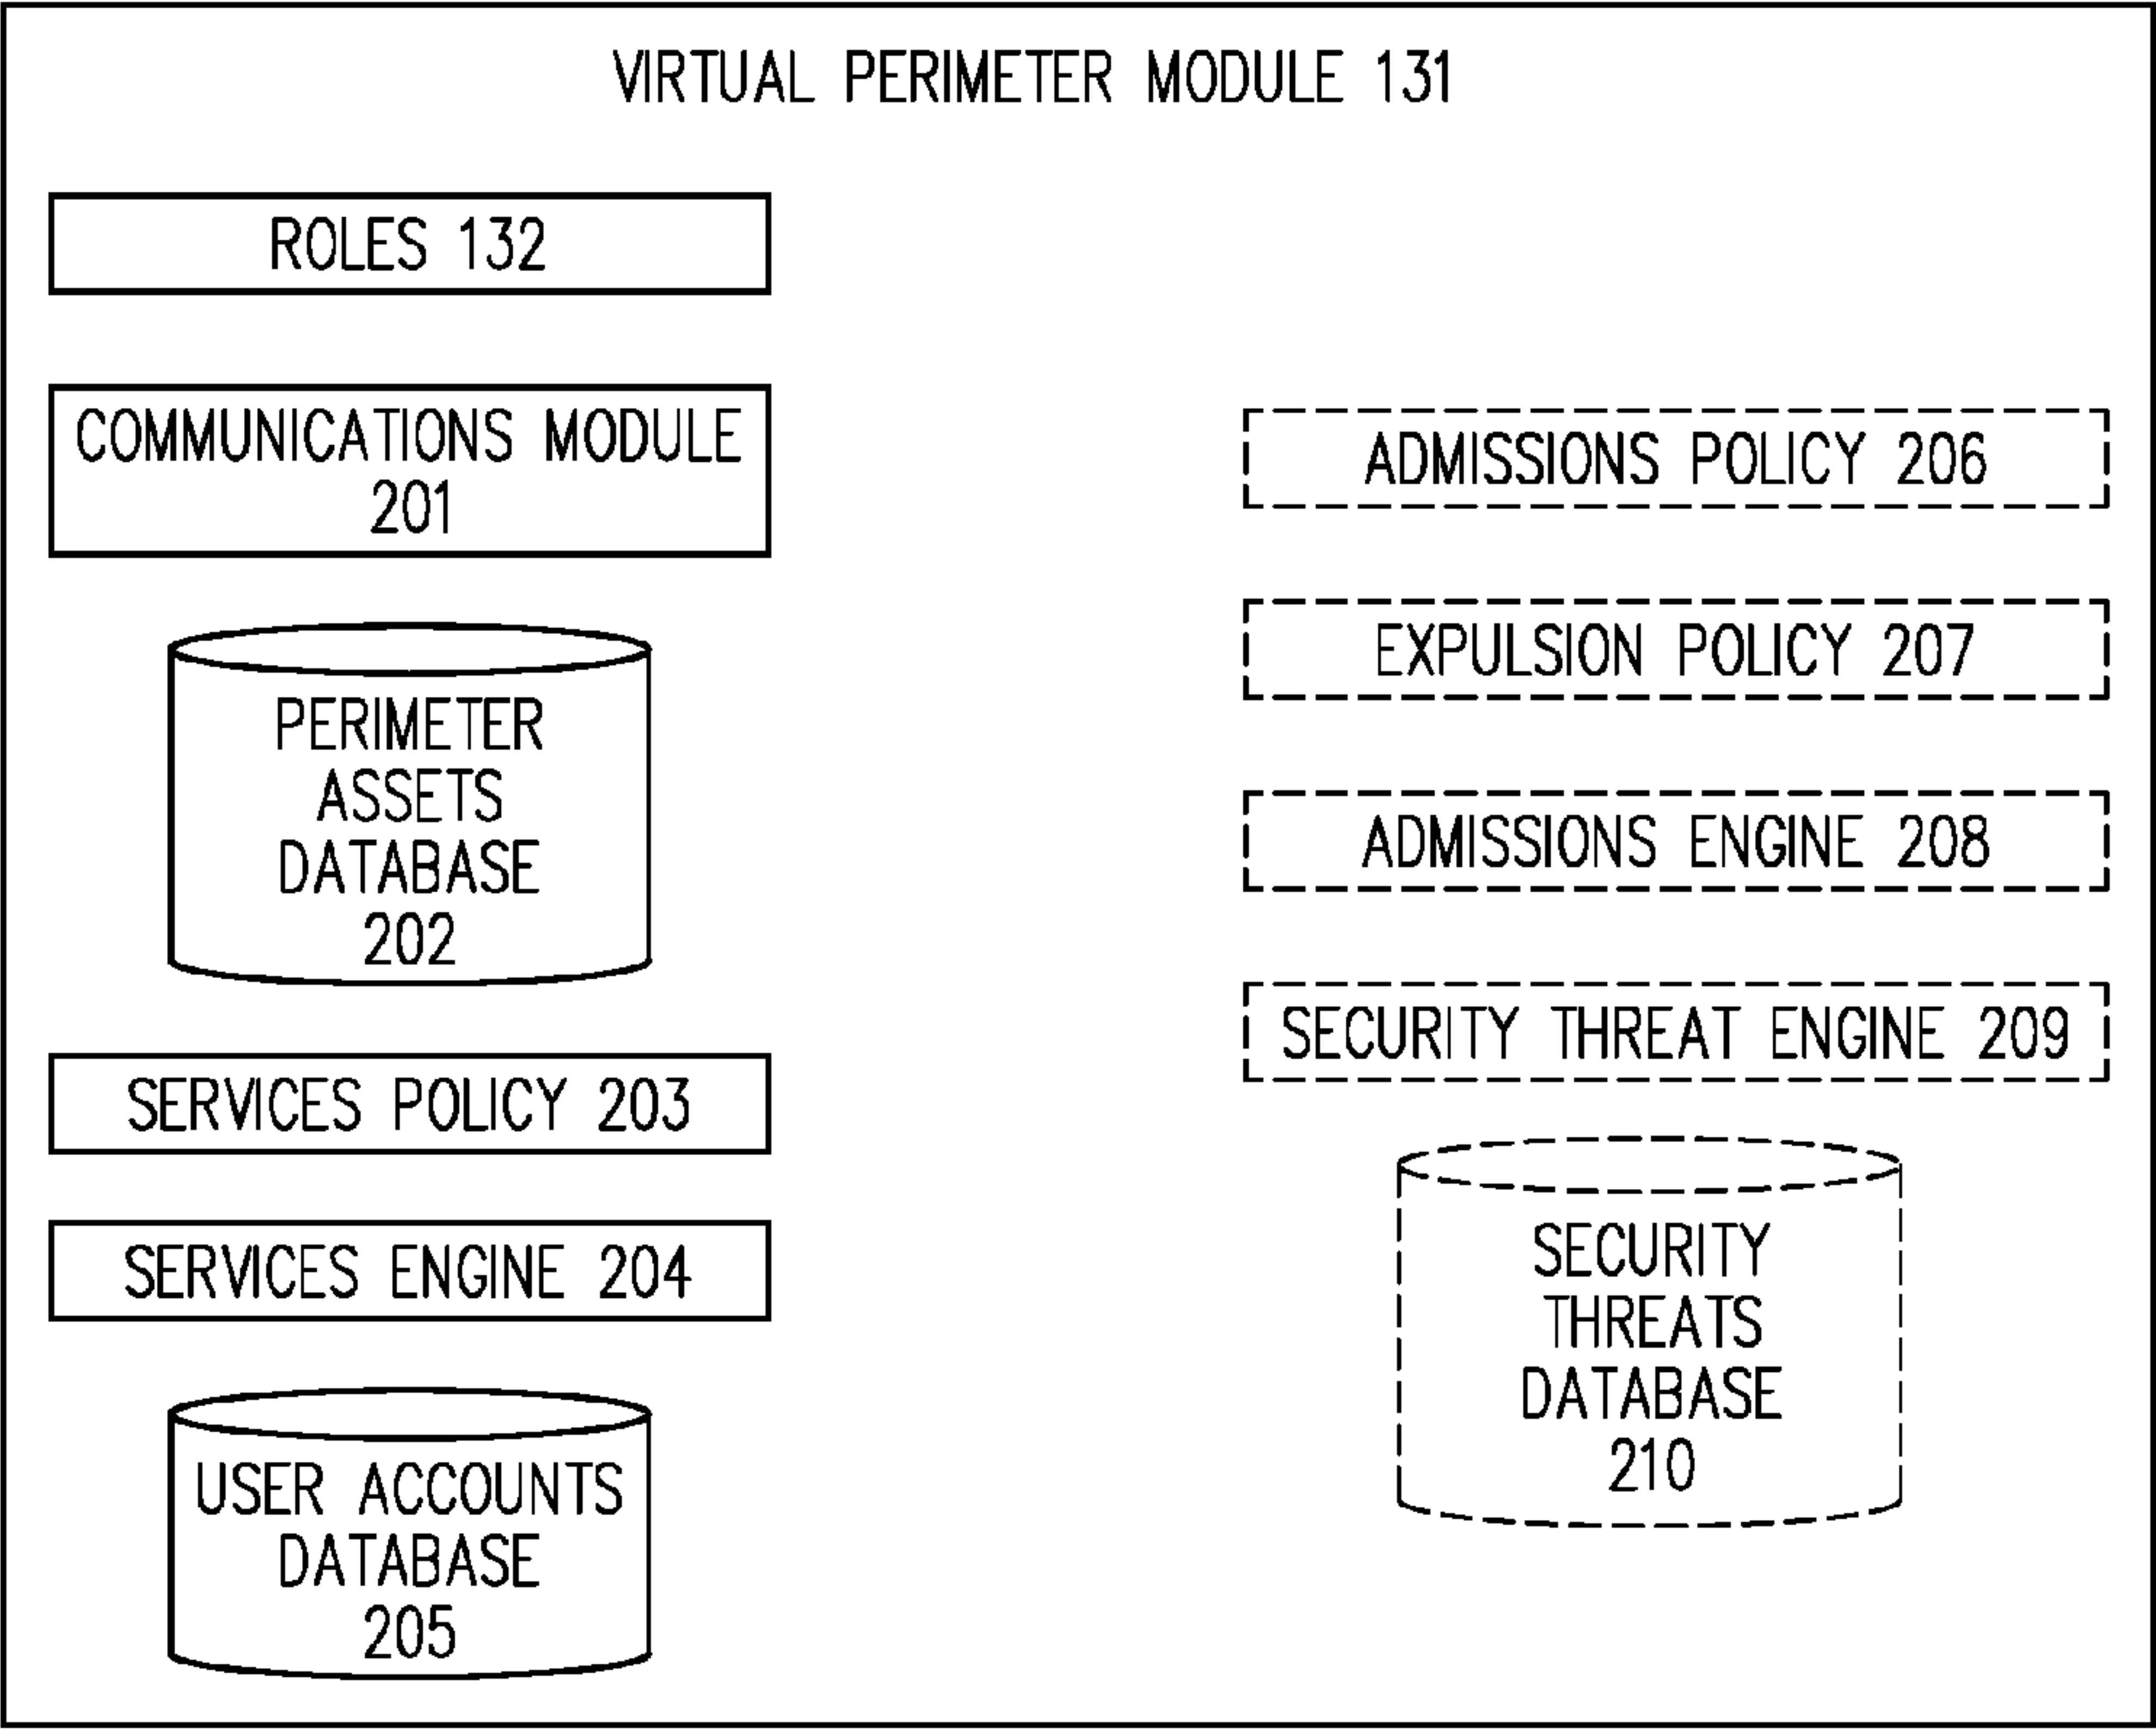 VIRTUAL PERIMETER MODULE 131
ROLES 132
COMMUNICATIONS MODULE
201
PERIMETER
ASSETS
DATABASE
202
SERVICES POLICY 203
SERVICES ENGINE 204
USER ACCOUNTS
DATABASE
205
ADMISSIONS POLICY 206
EXPULSION POLICY 207
ADMISSIONS ENGINE 208
SECURITY THREAT ENGINE 209
SECURITY
THREATS
DATABASE
210